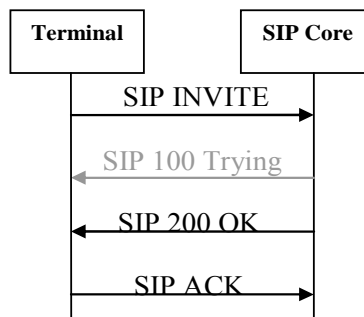 Terminal
SIP Core
SIP INVITE
SIP 100 Trying
SIP 200 OK
SIP ACK